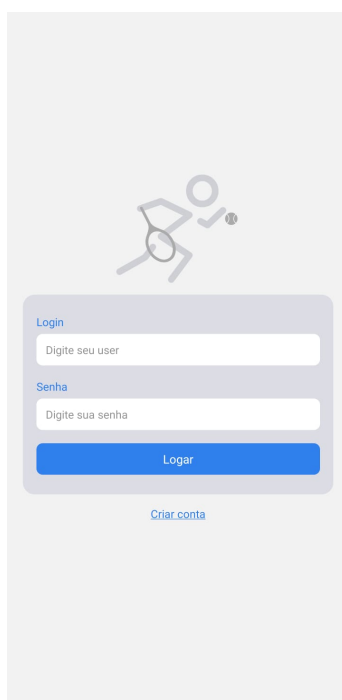 Login
Digite seu user
Senha
Digite sua senha
Logar
Criar conta